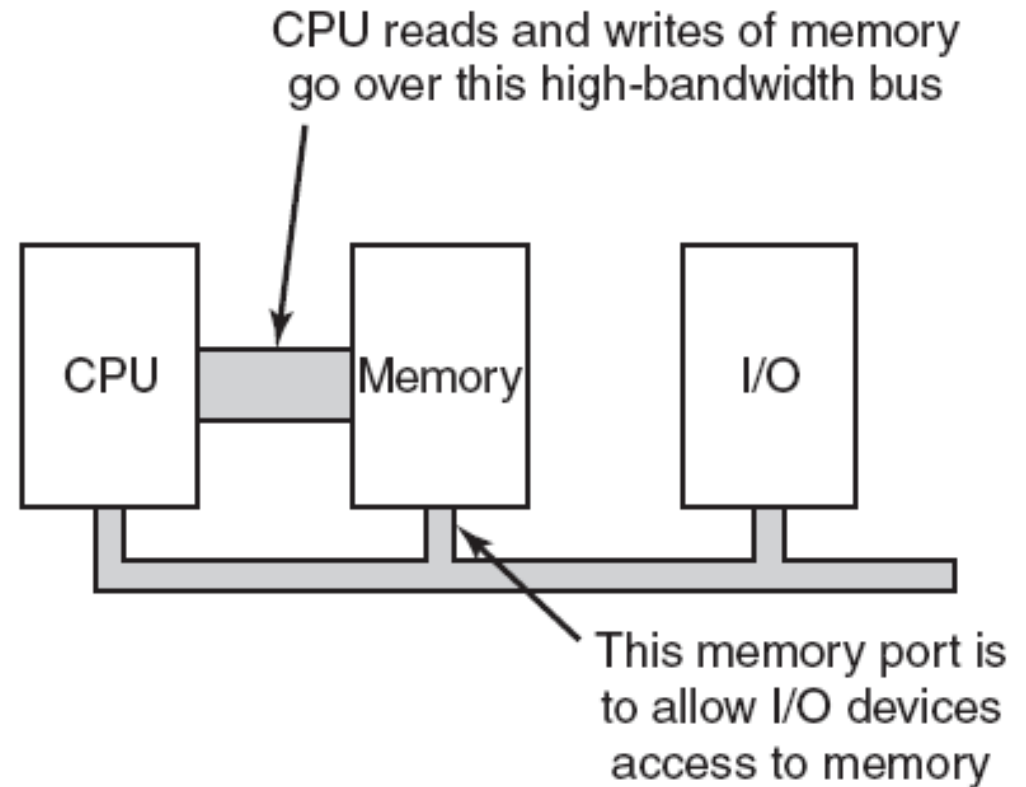 CPU reads and writes of memory
go over this high-bandwidth bus
CPU
Memory
I/O
This memory port is
to allow I/O devices
access to memory